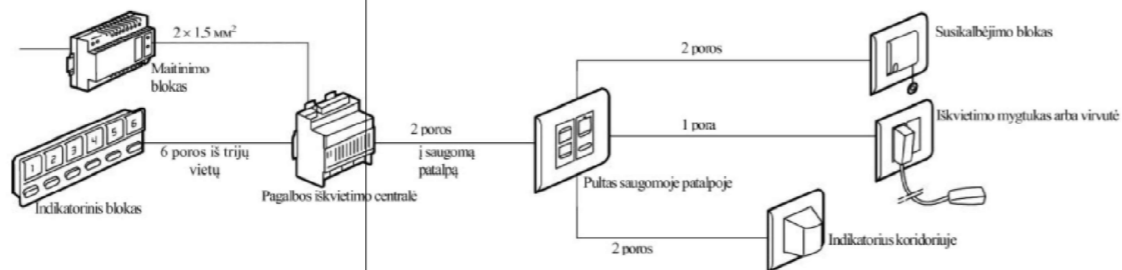 2 × 1.5 мм²
Maitinimo
blokas
1 2 3 4 5 6
6 poros iš trijų
vietų
Indikatorinis blokas
Pagalbos iškvietimo centralė
2 poros
į saugomą
patalpą
Pultas saugomoje patalpoje
2 poros
Susikalbėjimo blokas
1 pora
Iškvietimo mygtukas arba virvutė
2 poros
Indikatorius koridoriuje